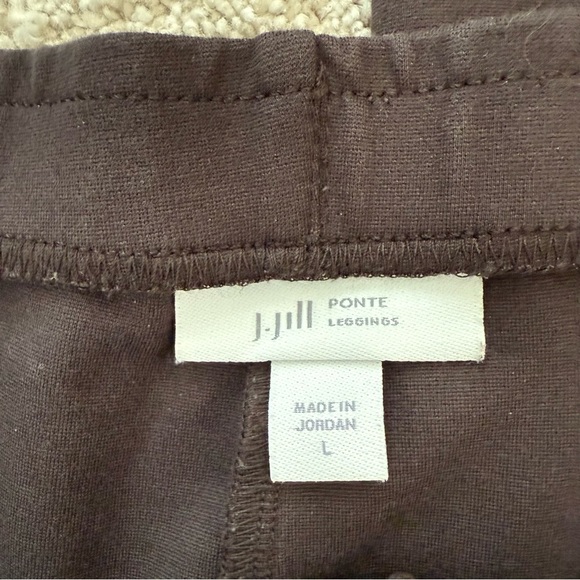 J.Jill PONTE
LEGGINGS
MADE IN
JORDAN
L